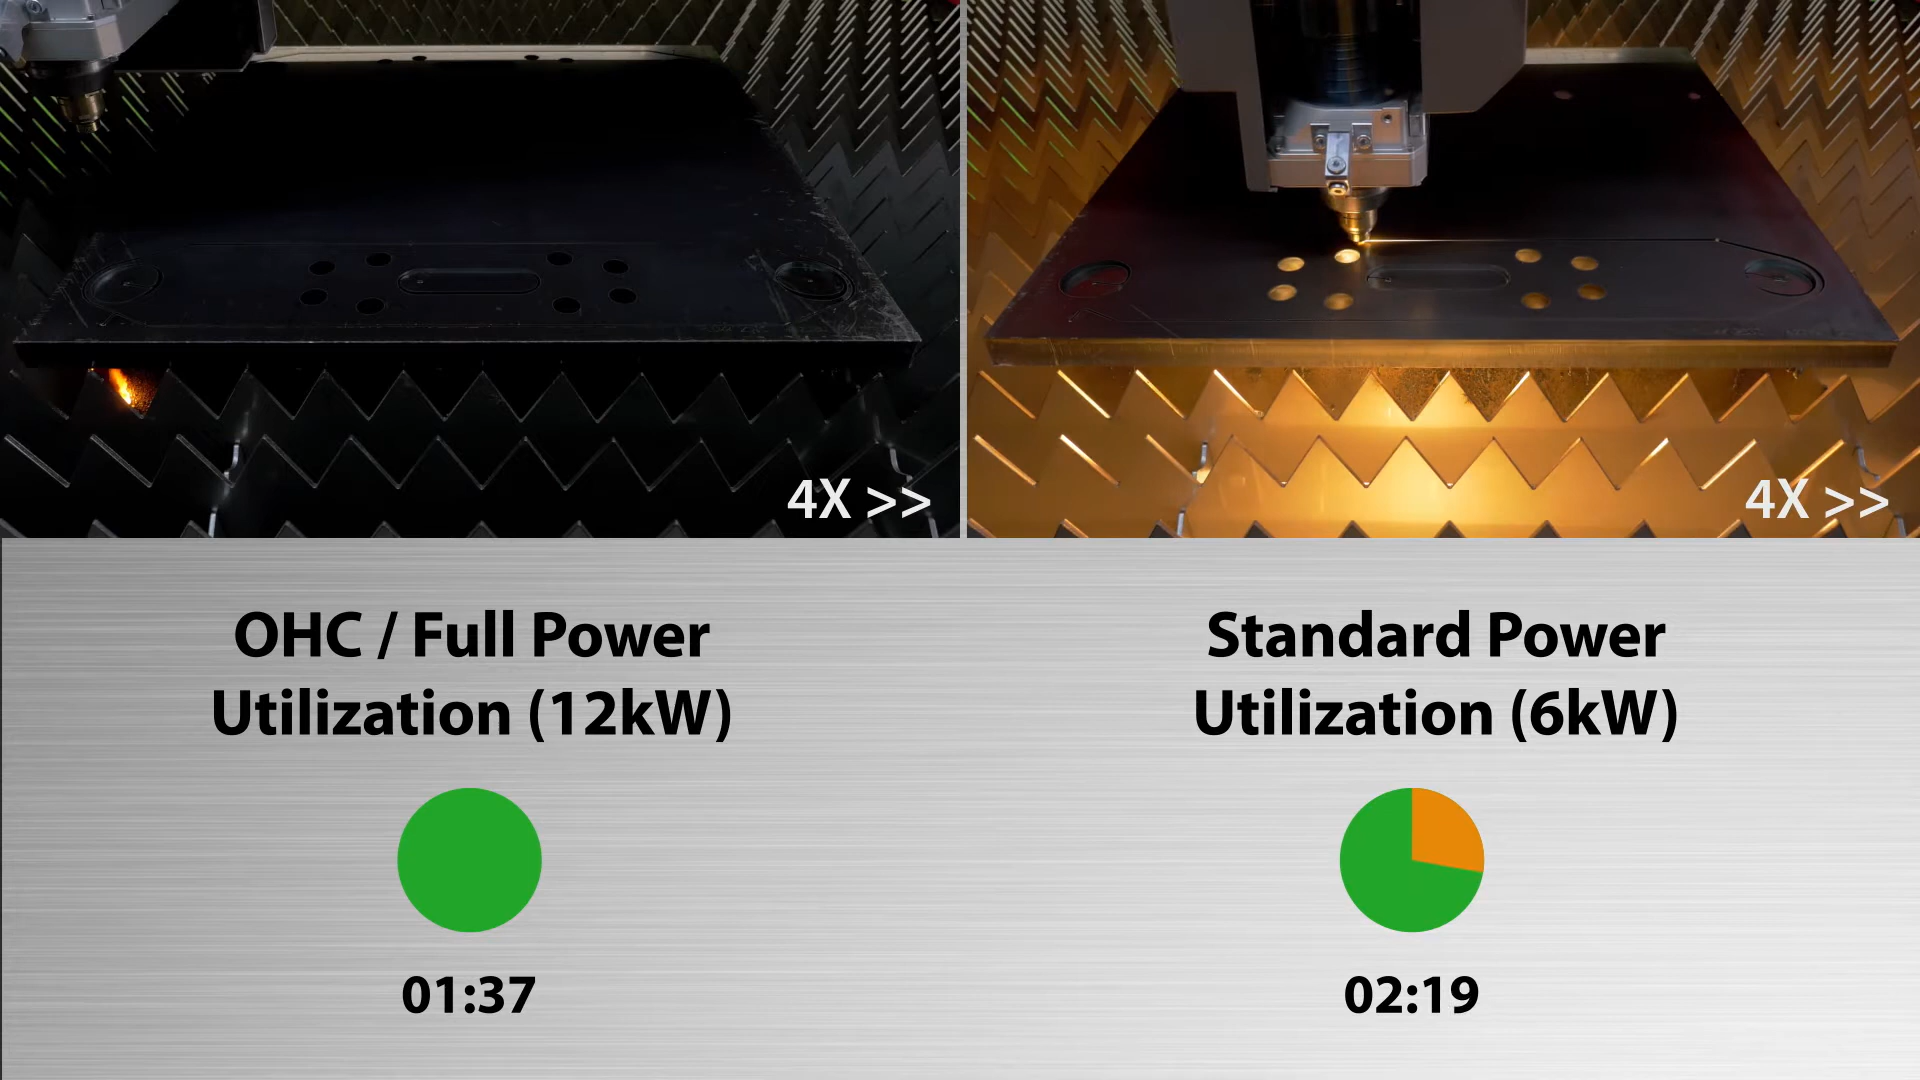 4X >>
4X >>
OHC / Full Power
Utilization (12kW)
01:37
Standard Power
Utilization (6kW)
02:19